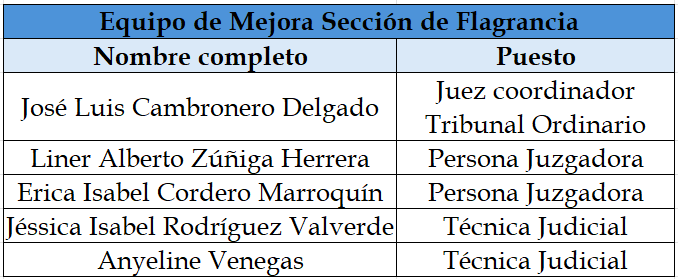 Equipo de Mejora Sección de Flagrancia
Nombre completo Puesto
José Luis Cambronero Delgado Juez coordinador
Tribunal Ordinario
Liner Alberto Zúñiga Herrera Persona Juzgadora
Erica Isabel Cordero Marroquín Persona Juzgadora
Jéssica Isabel Rodríguez Valverde Técnica Judicial
Anyeline Venegas Técnica Judicial